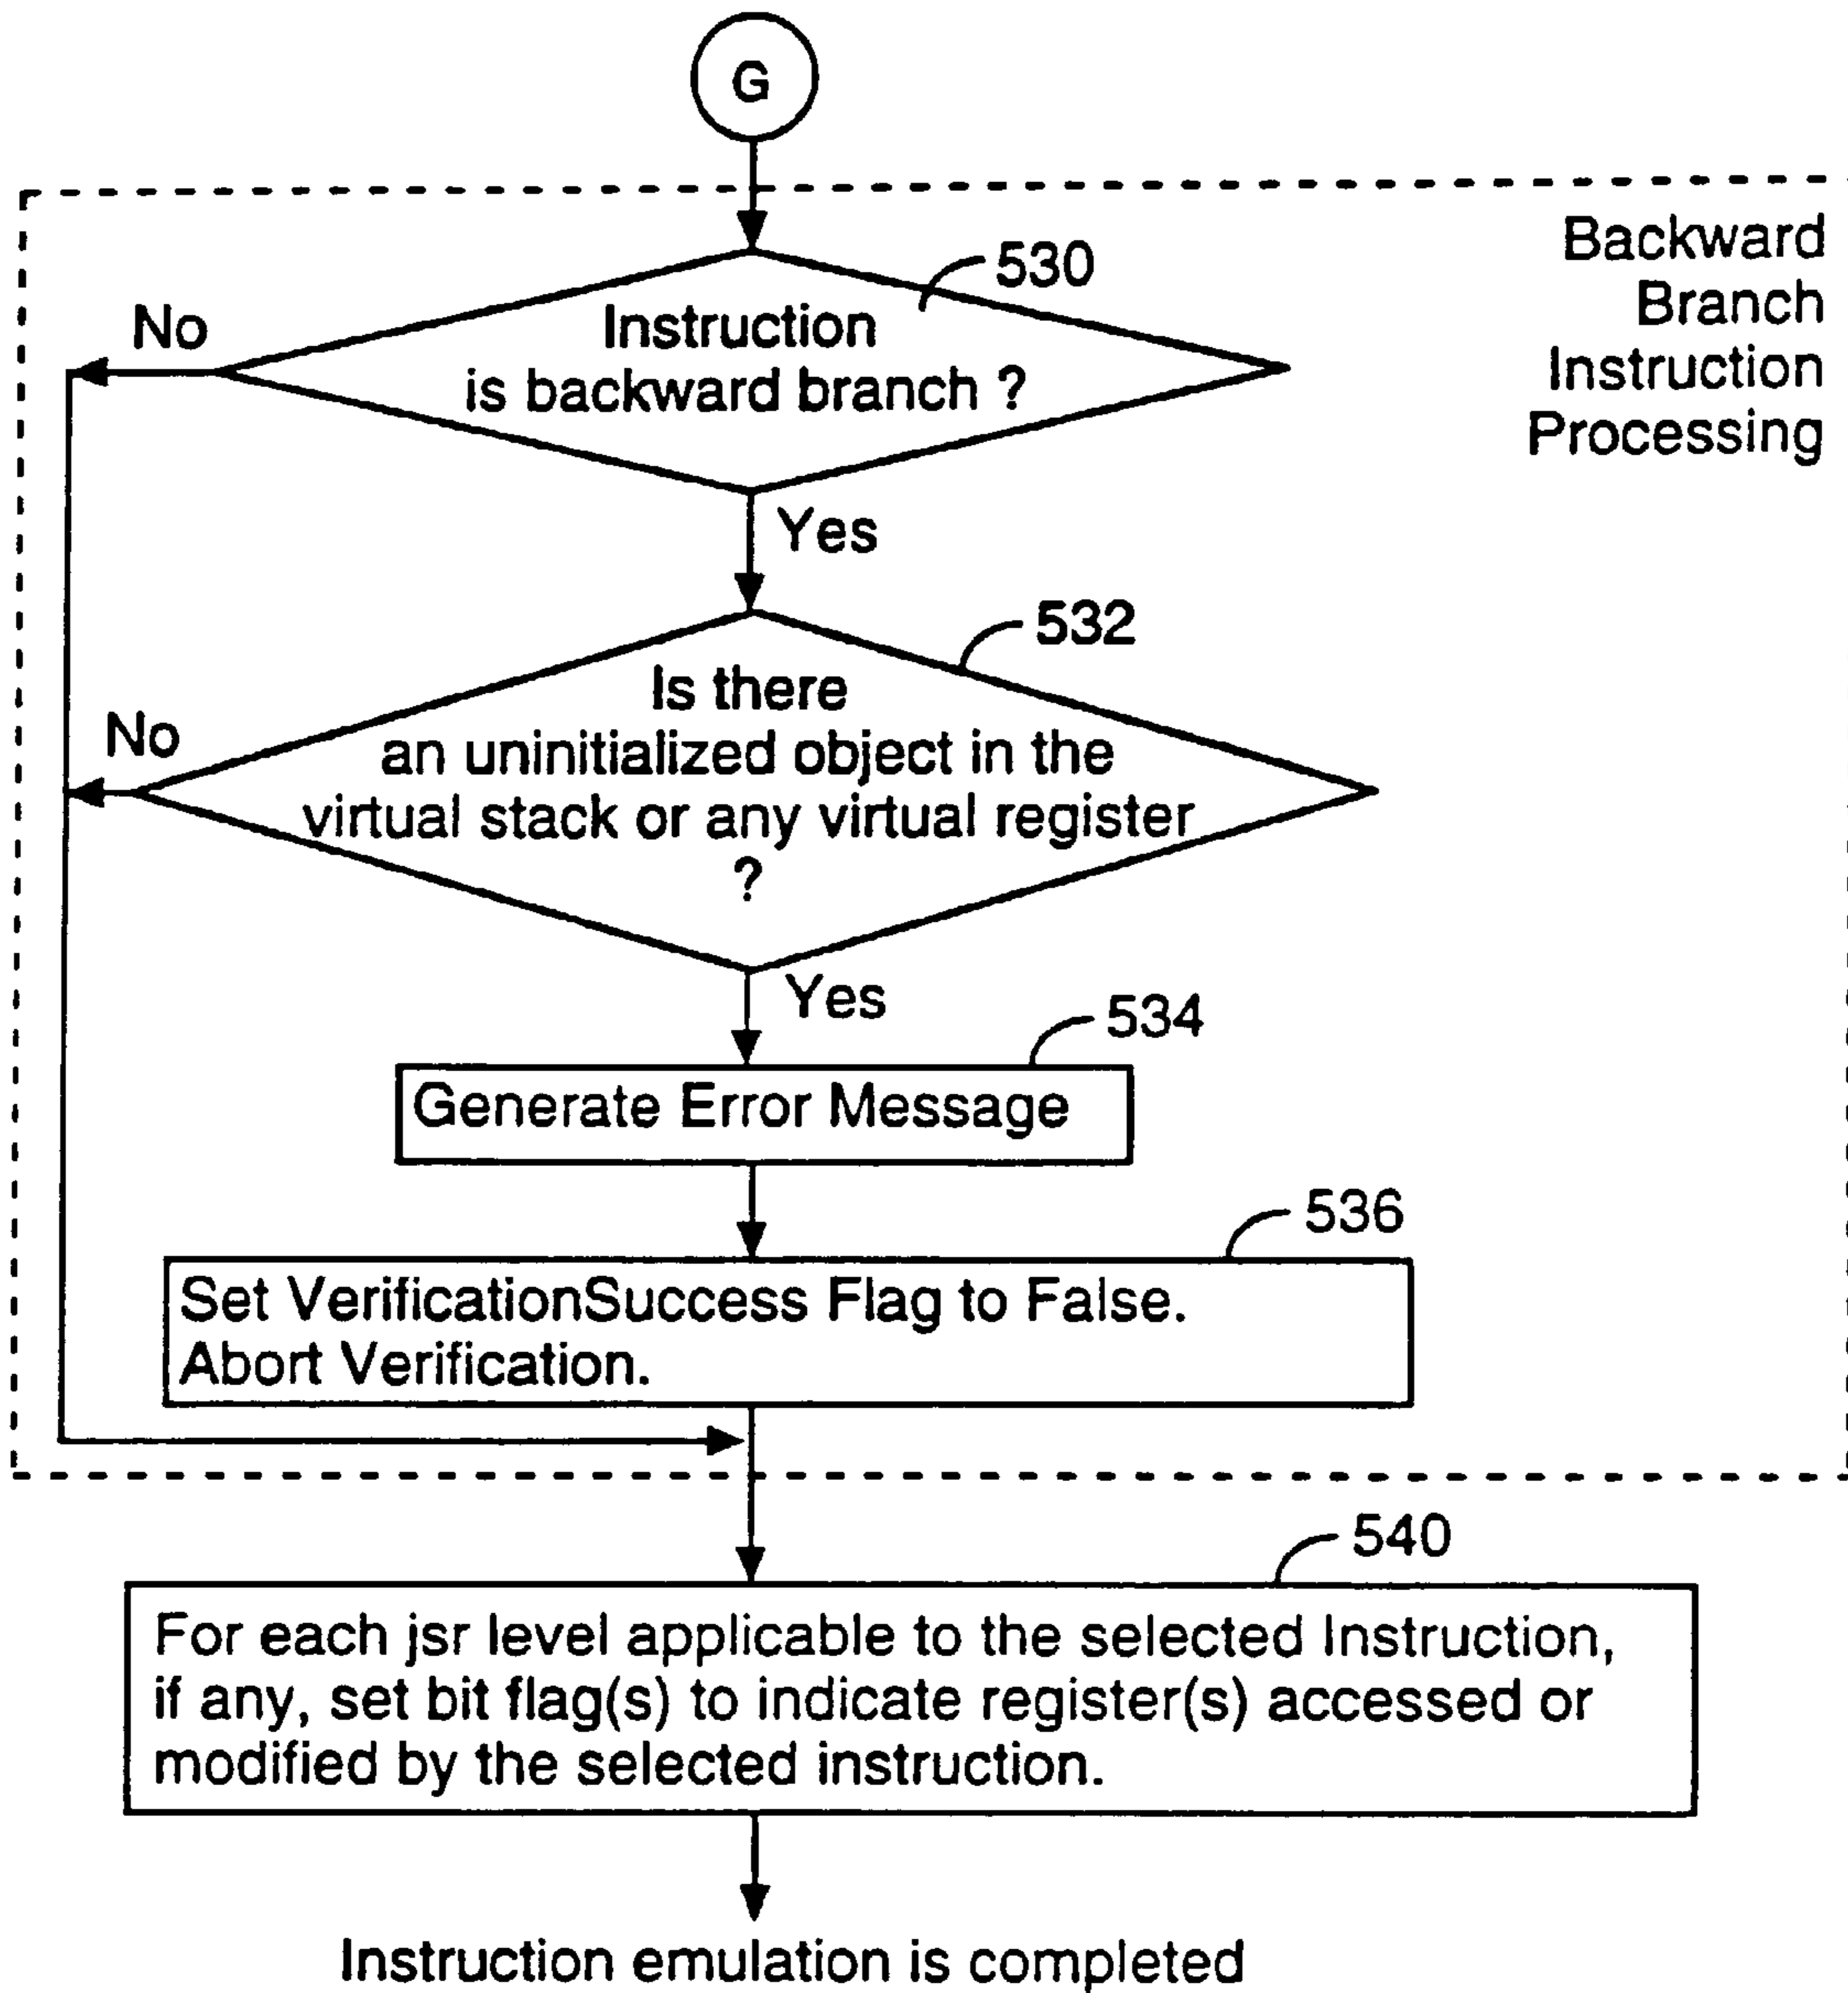 G
Backward
Branch
Instruction
Processing
530
Instruction
is backward branch ?
No
Yes
532
Is there
an uninitialized object in the
virtual stack or any virtual register
?
No
Yes
534
Generate Error Message
536
Set VerificationSuccess Flag to False.
Abort Verification.
540
For each jsr level applicable to the selected Instruction,
if any, set bit flag(s) to indicate register(s) accessed or
modified by the selected instruction.
Instruction emulation is completed